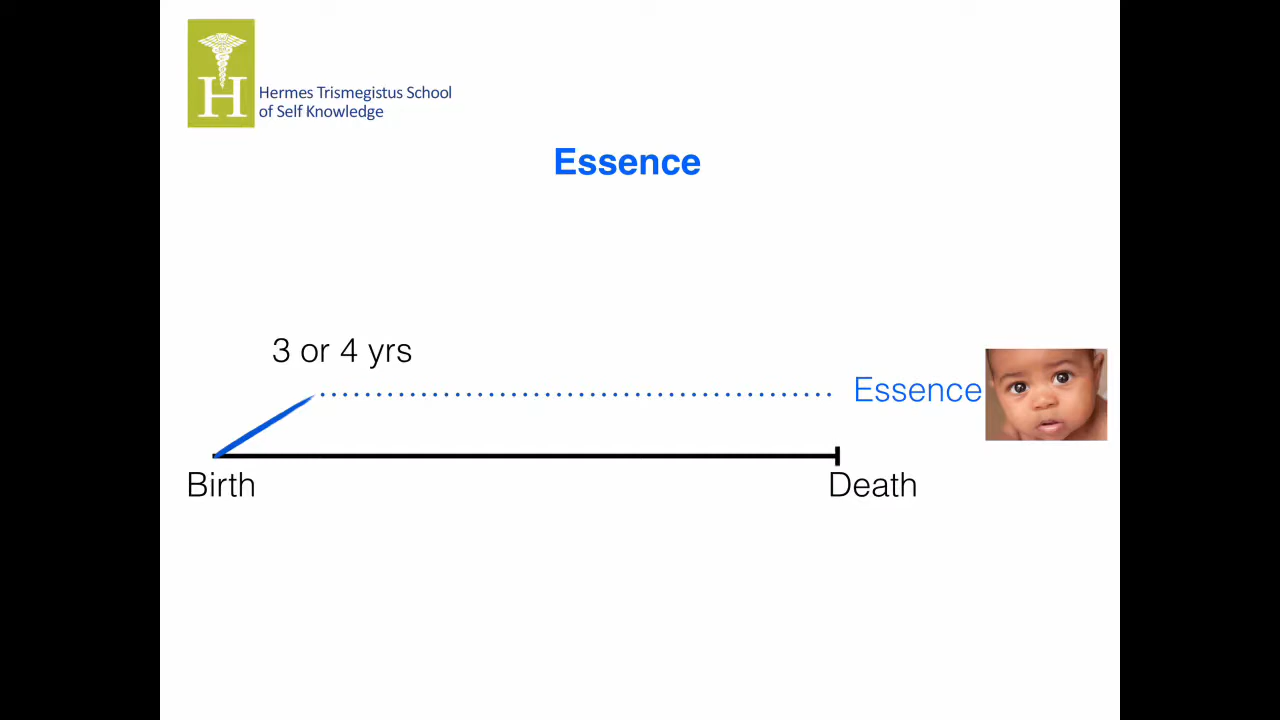 H
Hermes Trismegistus School
of Self Knowledge
Essence
3 or 4 yrs
Essence
Birth
Death